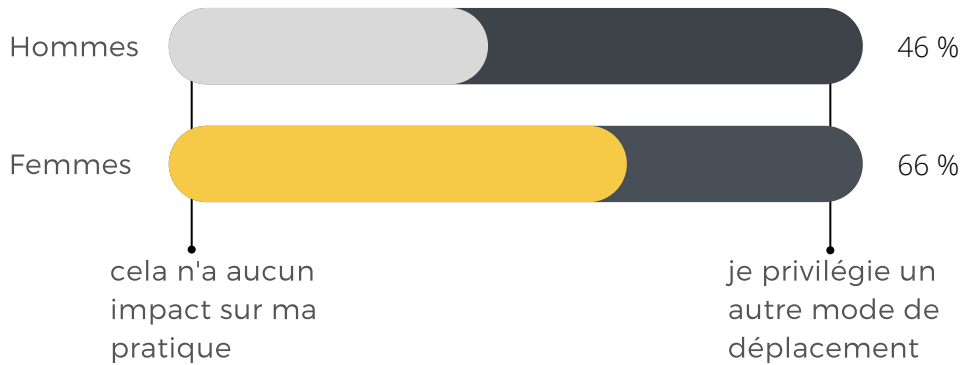 Hommes
46 %
Femmes
66 %
cela n'a aucun
impact sur ma
pratique
je privilégie un
autre mode de
déplacement